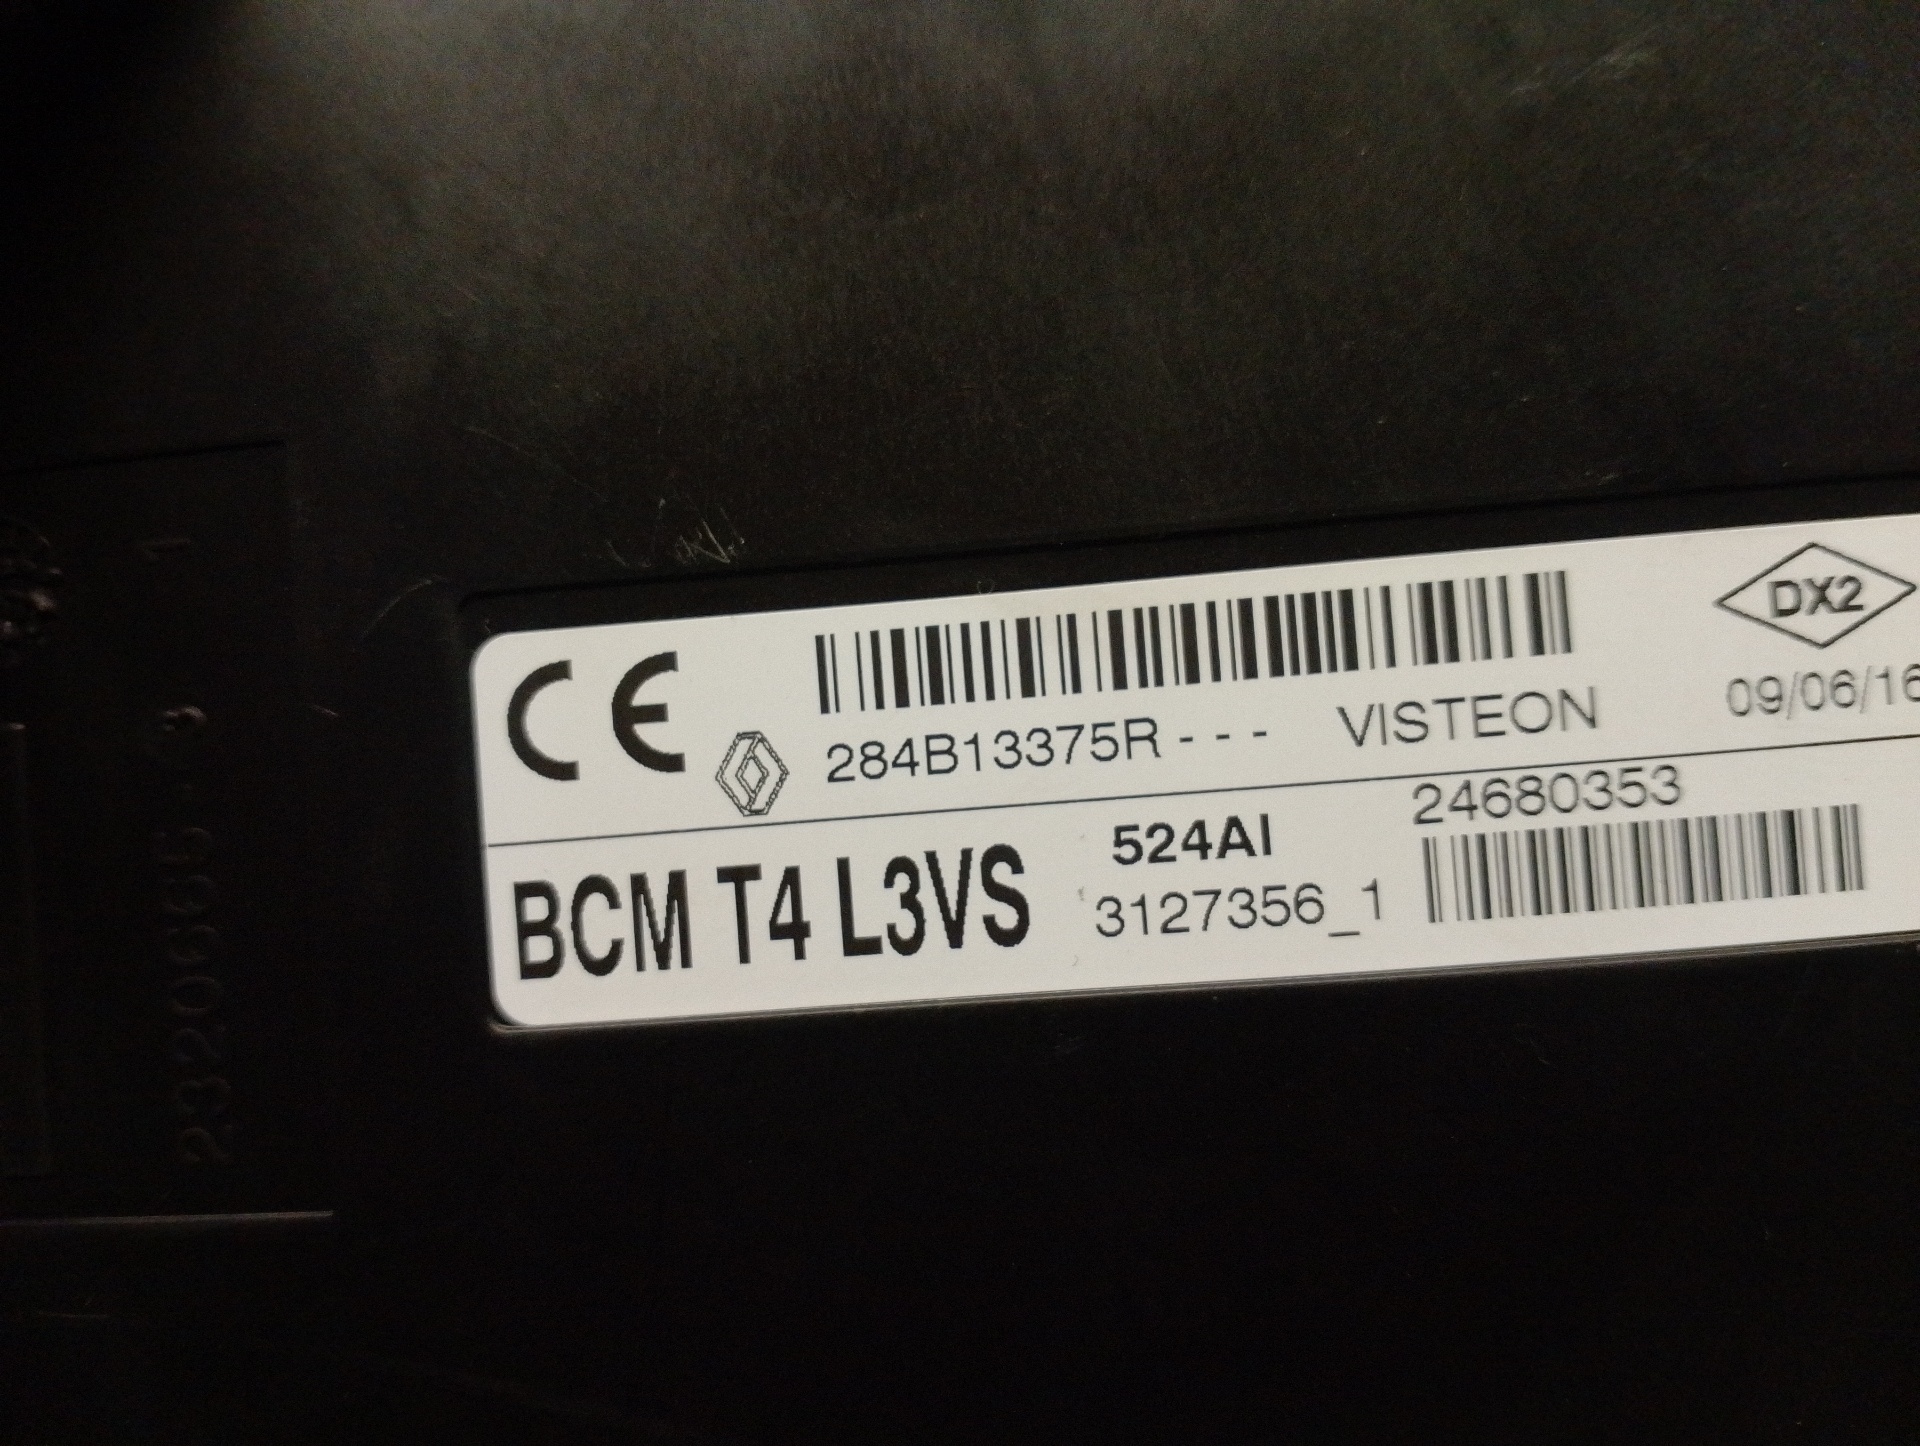 CE 284B13375R - - - VISTEON
DX2
09/06/16
BCM T4 L3VS
524AI
3127356_1
24680353